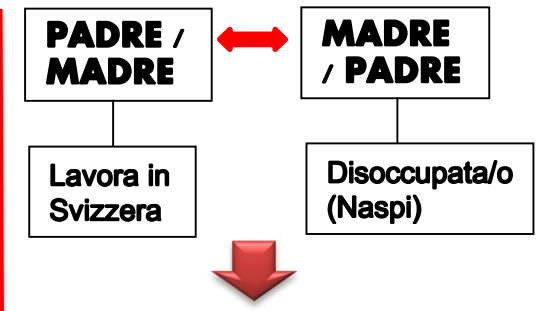 PADRE /
MADRE
MADRE
/ PADRE
Lavora in
Svizzera
Disoccupata/o
(Naspi)